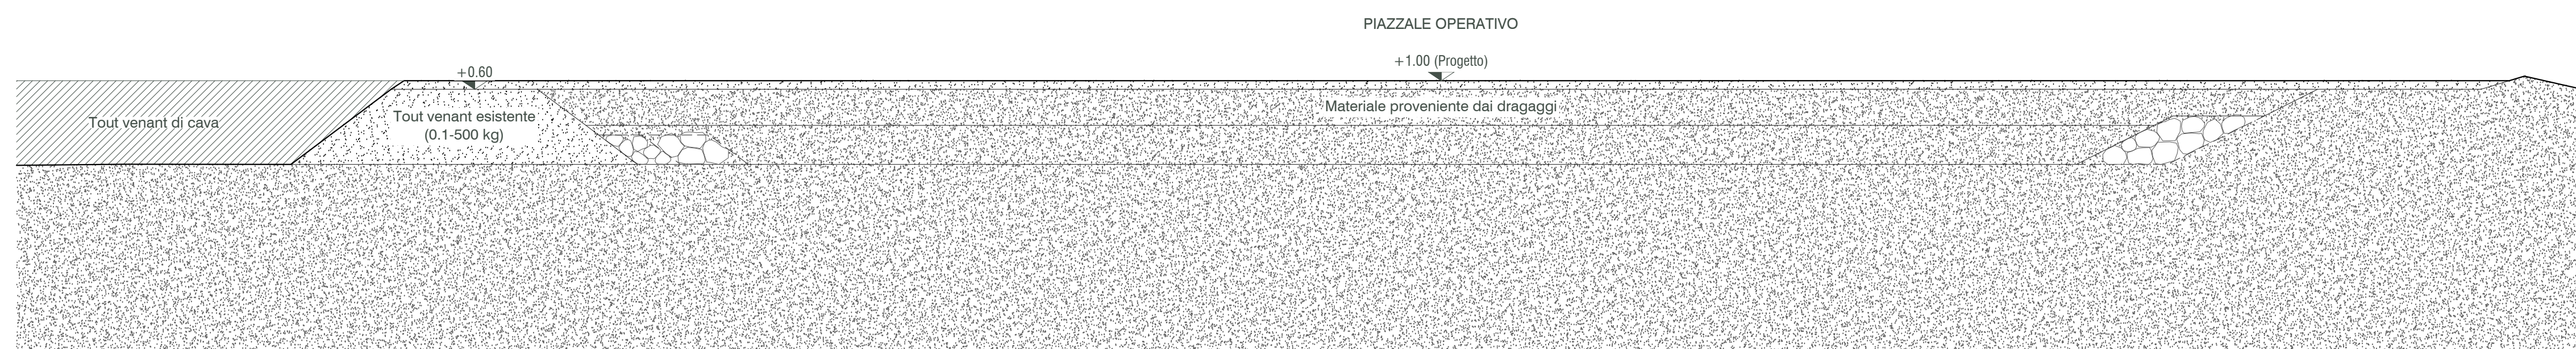 PIAZZALE OPERATIVO
+1.00 (Progetto)
+0.60
Materiale proveniente dai dragaggi
Tout venant esistente
(0.1-500 kg)
Tout venant di cava